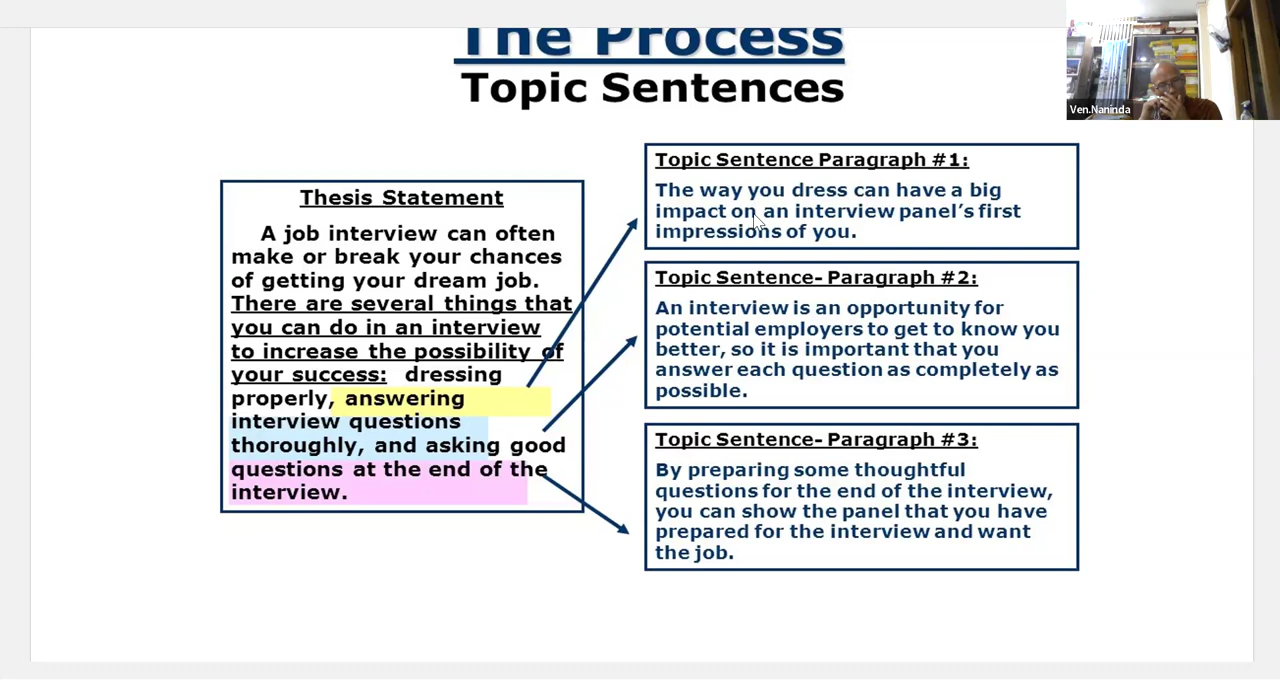 The Process
Topic Sentences
Ven.Naninda
Thesis Statement
A job interview can often
make or break your chances
of getting your dream job.
There are several things that
you can do in an interview
to increase the possibility of
your success: dressing
properly, answering
interview questions
thoroughly, and asking good
questions at the end of the
interview.
Topic Sentence Paragraph #1:
The way you dress can have a big
impact on an interview panel’s first
impressions of you.
Topic Sentence- Paragraph #2:
An interview is an opportunity for
potential employers to get to know you
better, so it is important that you
answer each question as completely as
possible.
Topic Sentence- Paragraph #3:
By preparing some thoughtful
questions for the end of the interview,
you can show the panel that you have
prepared for the interview and want
the job.